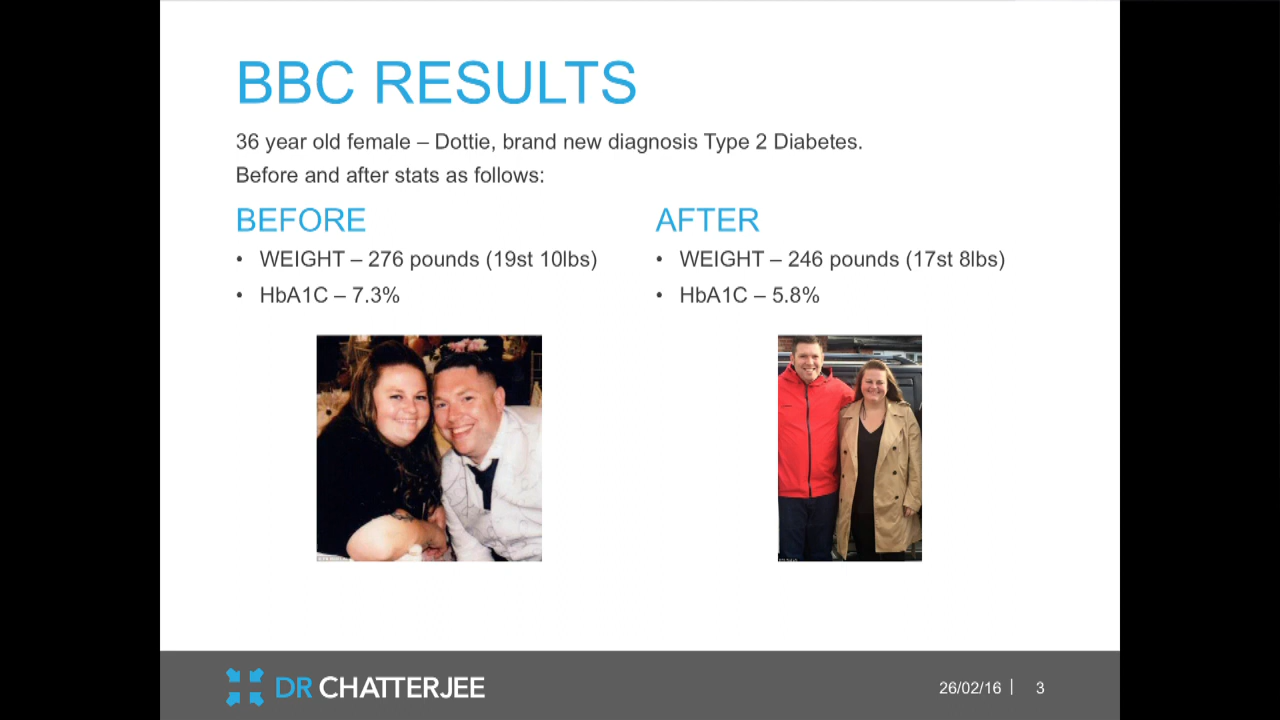 BBC RESULTS
36 year old female – Dottie, brand new diagnosis Type 2 Diabetes.
Before and after stats as follows:
BEFORE
• WEIGHT – 276 pounds (19st 10lbs)
• HbA1C – 7.3%
AFTER
• WEIGHT – 246 pounds (17st 8lbs)
• HbA1C – 5.8%
DR CHATTERJEE
26/02/16 | 3